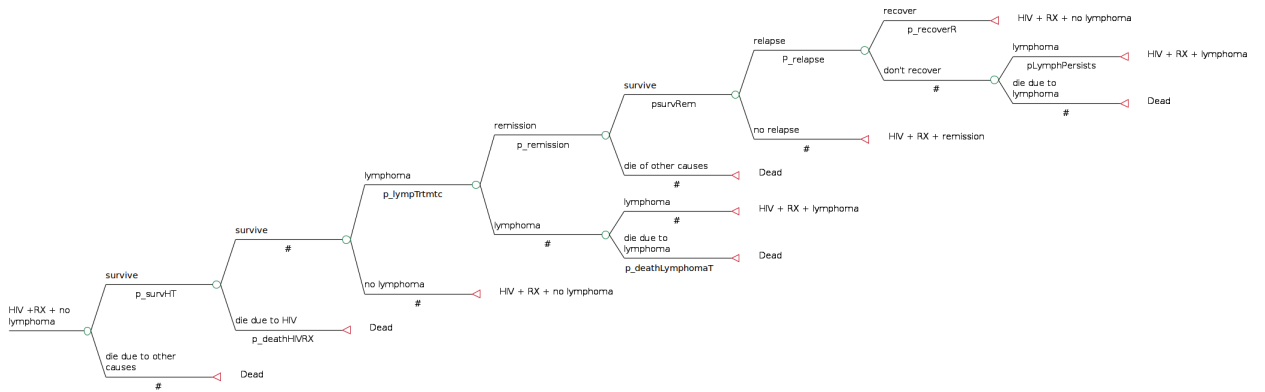 recover
HIV + RX + no lymphoma
p_recoverR
relapse
lymphoma
HIV + RX + lymphoma
P_relapse
pLymphPersists
don't recover
die due to
lymphoma
Dead
#
#
survive
psurvRem
remission
no relapse
HIV + RX + remission
p_remission
#
die of other causes
Dead
lymphoma
#
p_lympTrtmtc
lymphoma
HIV + RX + lymphoma
#
lymphoma
#
die due to
lymphoma
Dead
p_deathLymphomaT
survive
#
survive
no lymphoma
HIV + RX + no lymphoma
p_survHT
#
HIV +RX + no
lymphoma
die due to HIV
Dead
p_deathHIVRX
die due to other
causes
Dead
#